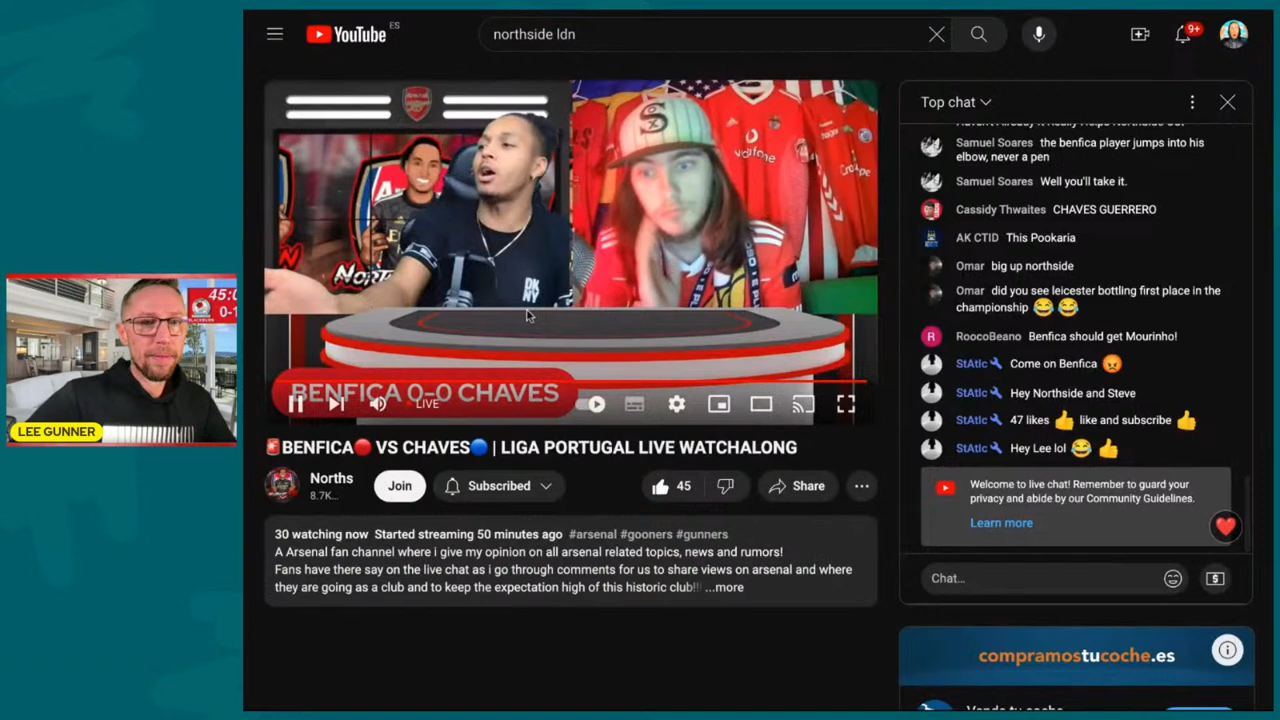 YouTube
ES
northside ldn
9+
45:0
0-1
BLACKBURN
LEE GUNNER
S
vodofone
DK
NY
BENFICA 0-0 CHAVES
LIVE
🚨BENFICA🔴 VS CHAVES🔵 | LIGA PORTUGAL LIVE WATCHALONG
Norths
8.7K...
Join
Subscribed
45
Share
30 watching now Started streaming 50 minutes ago #arsenal #gooners #gunners
A Arsenal fan channel where i give my opinion on all arsenal related topics, news and rumors!
Fans have there say on the live chat as i go through comments for us to share views on arsenal and where
they are going as a club and to keep the expectation high of this historic club!! ...more
Top chat
Samuel Soares the benfica player jumps into his
elbow, never a pen
Samuel Soares Well you'll take it.
Cassidy Thwaites CHAVES GUERRERO
AK CTID This Pookaria
Omar big up northside
Omar did you see leicester bottling first place in the
championship 😂 😂
R
RoocoBeano Benfica should get Mourinho!
StAtIc Come on Benfica 😡
StAtIc Hey Northside and Steve
StAtIc 47 likes 👍 like and subscribe 👍
StAtIc Hey Lee lol 😂 👍
Welcome to live chat! Remember to guard your
privacy and abide by our Community Guidelines.
Learn more
Chat...
compramostucoche.es